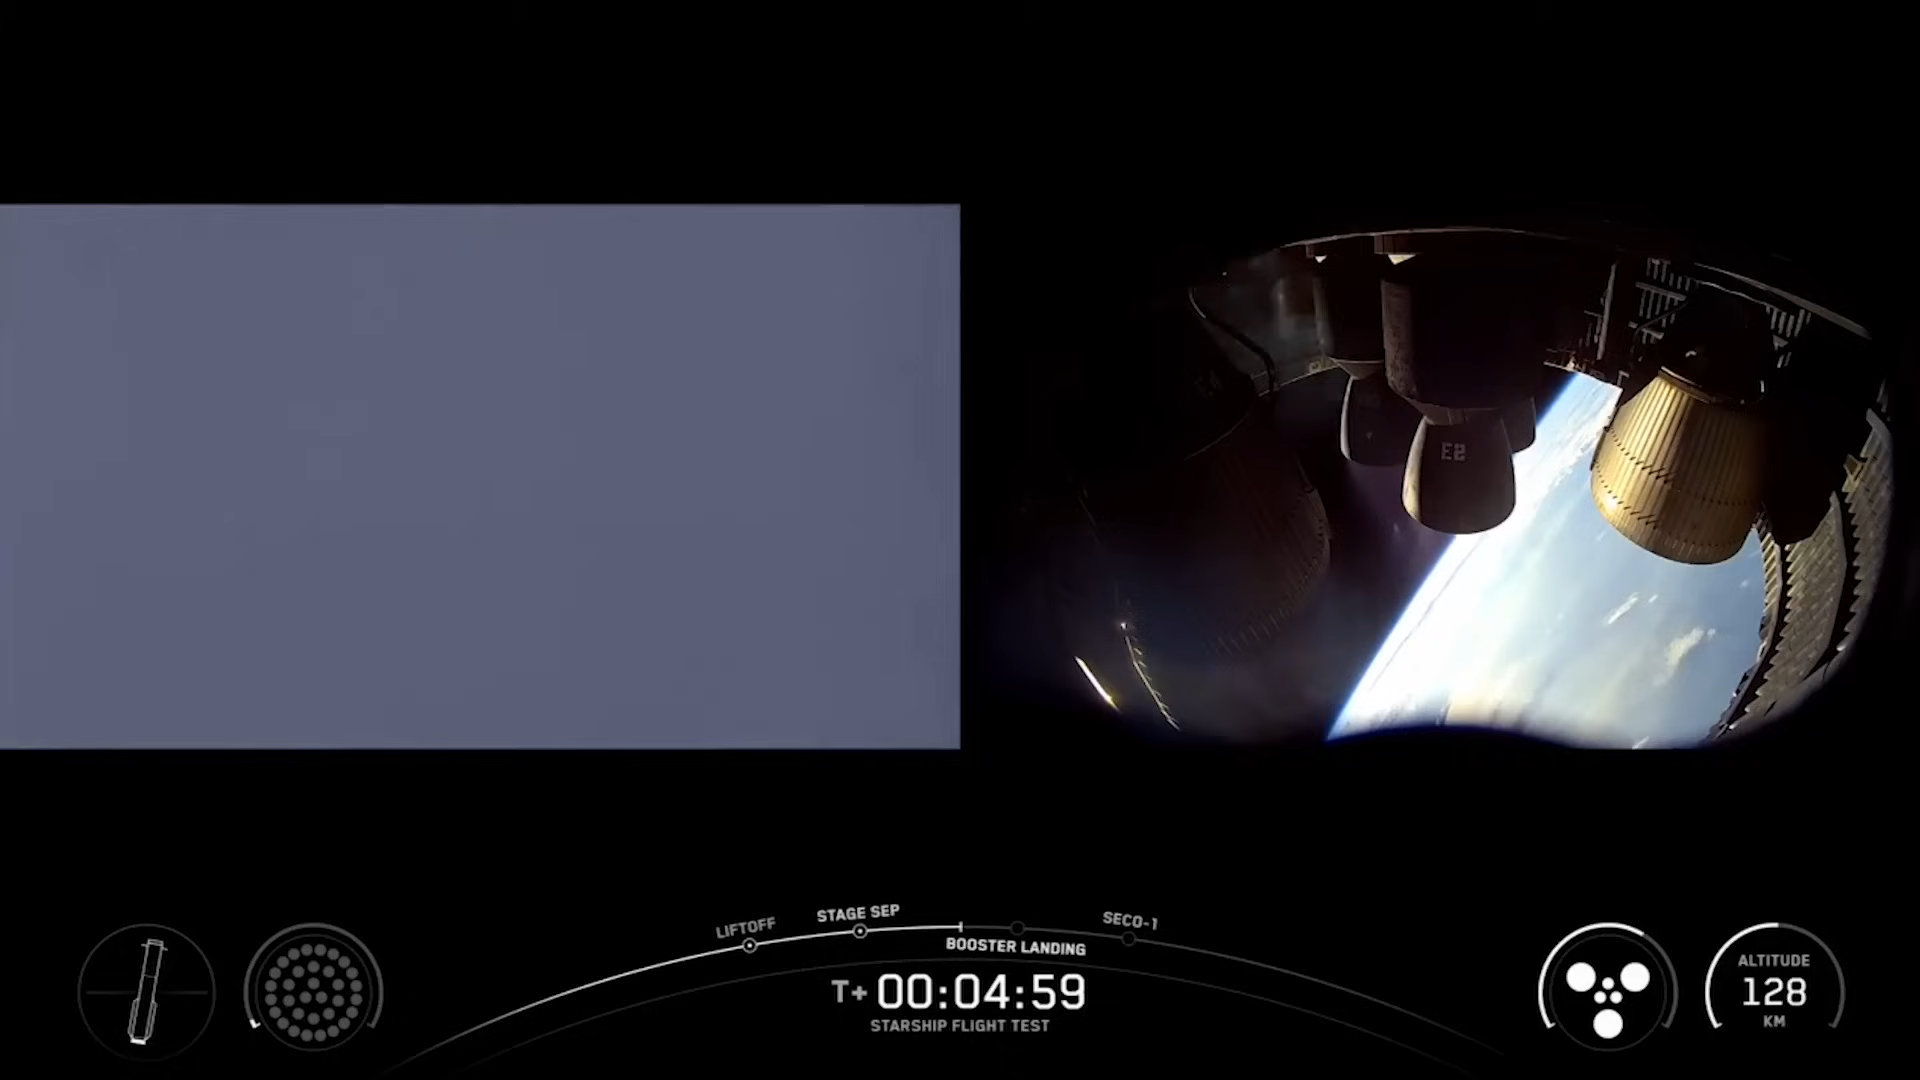 E2
LIFTOFF
STAGE SEP
SECO-1
BOOSTER LANDING
T+ 00:04:59
STARSHIP FLIGHT TEST
ALTITUDE
128
KM